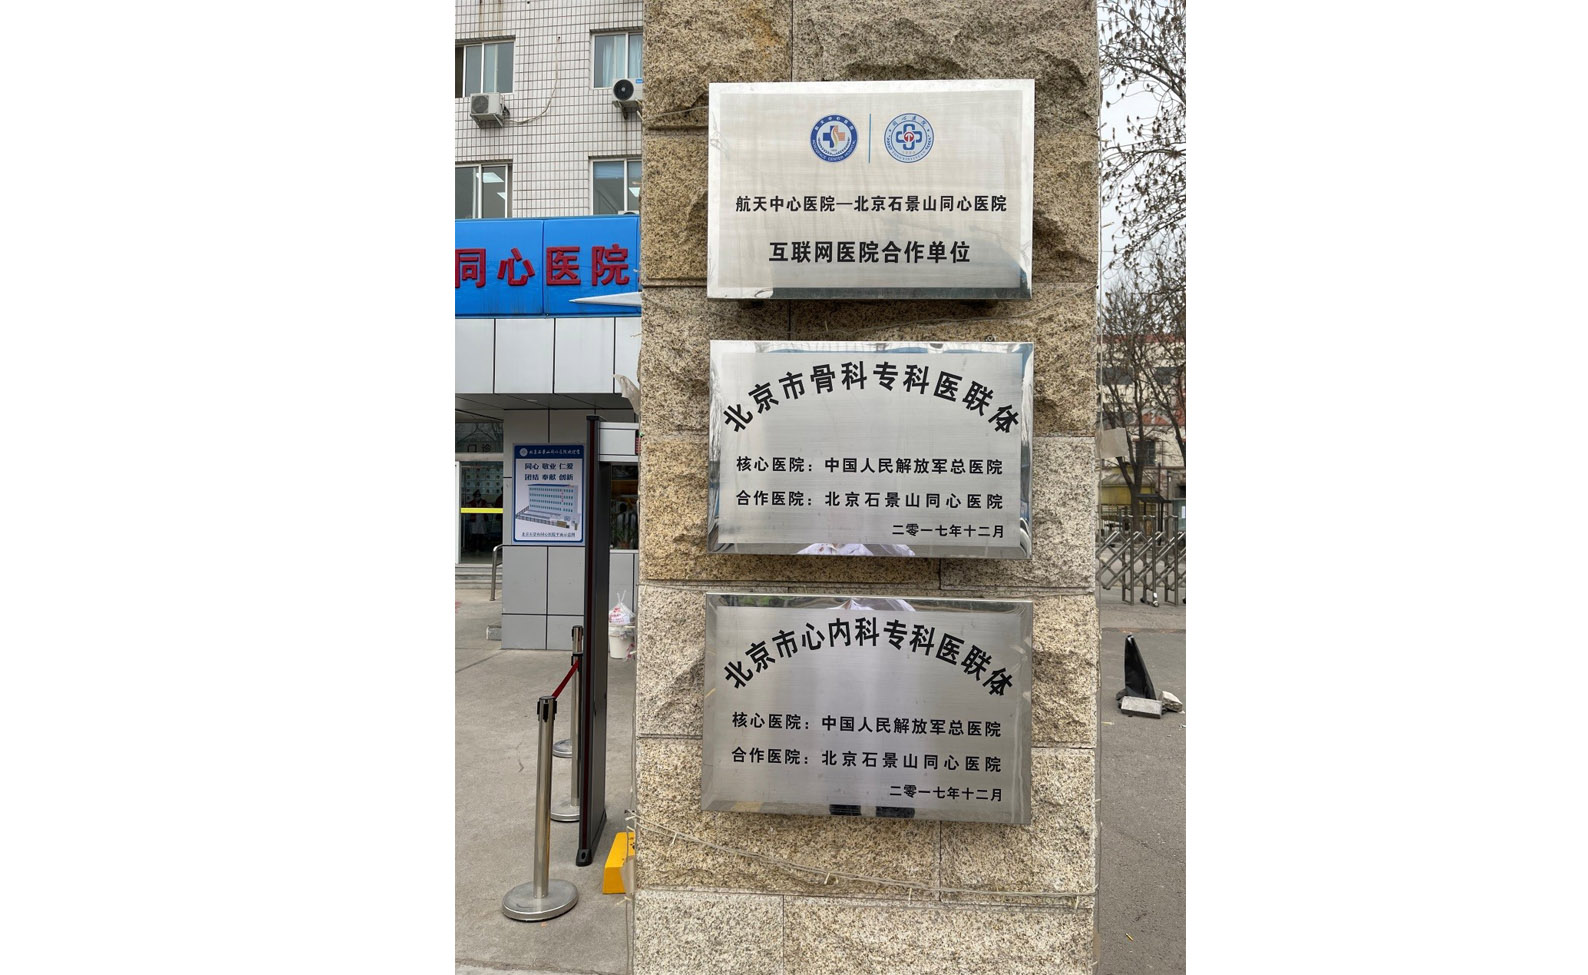 同心医院
航天中心医院—北京石景山同心医院
互联网医院合作单位
北京市骨科专科医联体
核心医院：中国人民解放军总医院
合作医院：北京石景山同心医院
二零一七年十二月
北京市心内科专科医联体
核心医院：中国人民解放军总医院
合作医院：北京石景山同心医院
二零一七年十二月
同心 敬业 仁爱
团结 奉献 创新